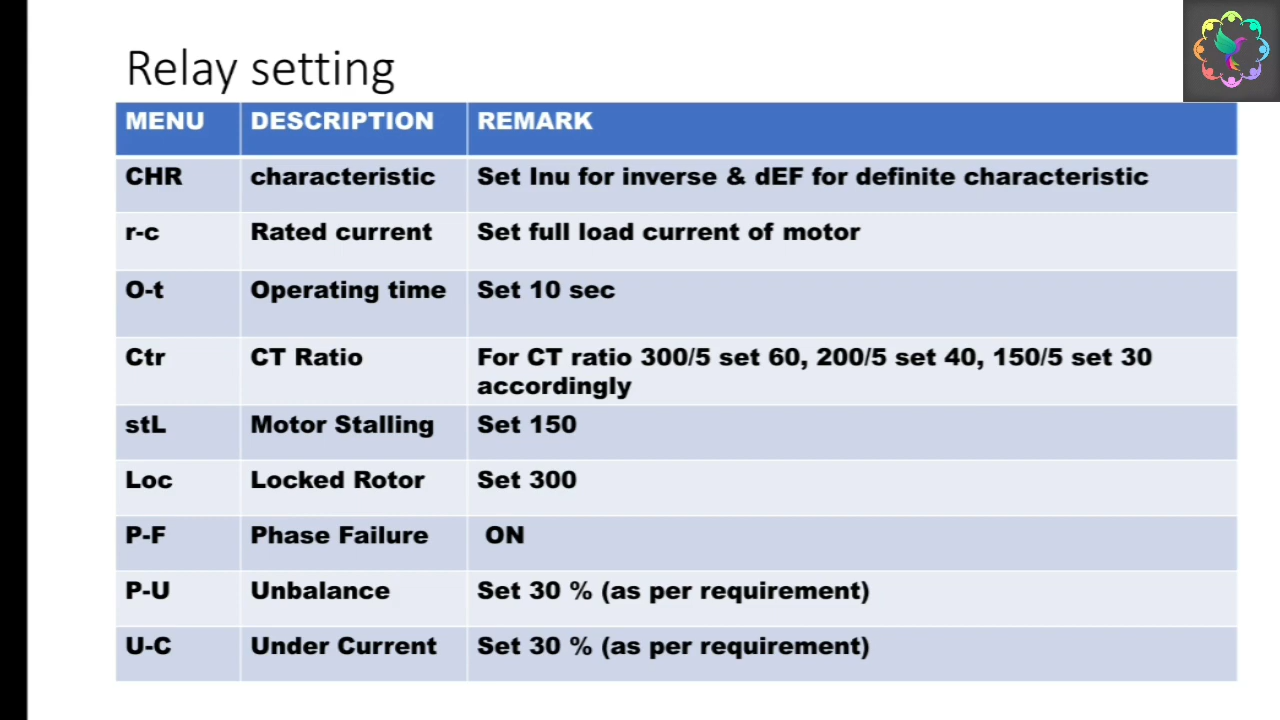 Relay setting
MENU DESCRIPTION REMARK
CHR characteristic Set Inu for inverse & dEF for definite characteristic
r-c Rated current Set full load current of motor
O-t Operating time Set 10 sec
Ctr CT Ratio For CT ratio 300/5 set 60, 200/5 set 40, 150/5 set 30
accordingly
stL Motor Stalling Set 150
Loc Locked Rotor Set 300
P-F Phase Failure ON
P-U Unbalance Set 30 % (as per requirement)
U-C Under Current Set 30 % (as per requirement)